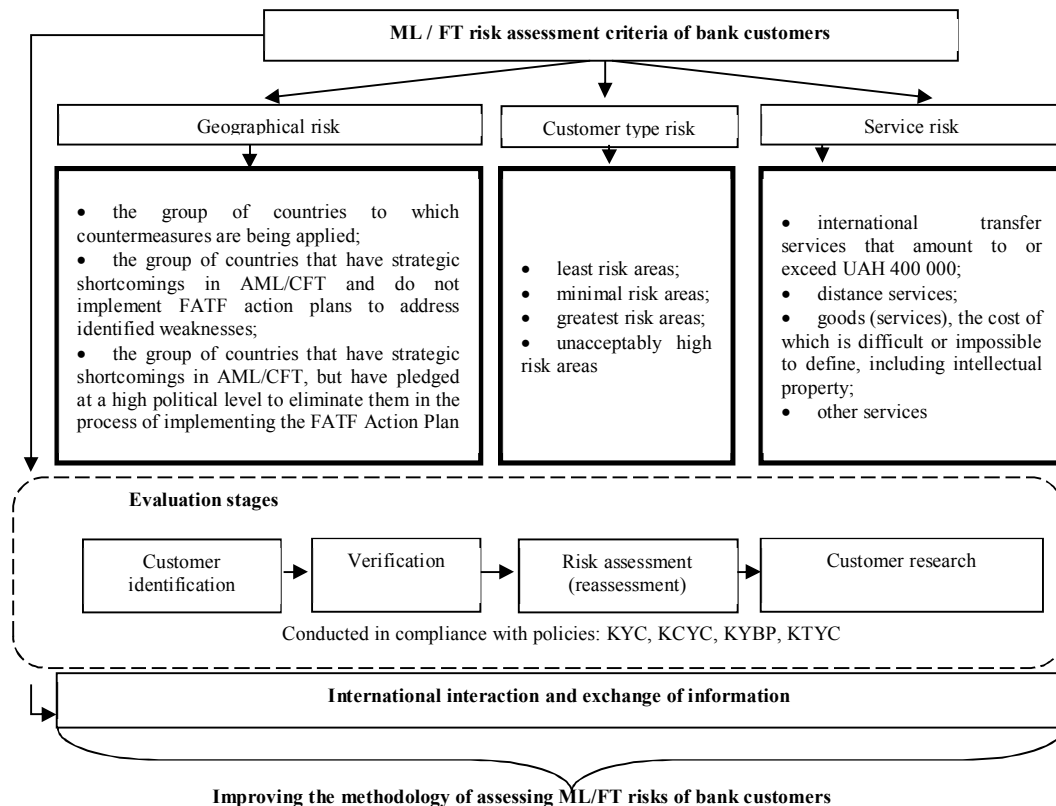 ML / FT risk assessment criteria of bank customers
Geographical risk
Customer type risk
Service risk
• the group of countries to which
countermeasures are being applied;
• the group of countries that have strategic
shortcomings in AML/CFT and do not
implement FATF action plans to address
identified weaknesses;
• the group of countries that have strategic
shortcomings in AML/CFT, but have pledged
at a high political level to eliminate them in the
process of implementing the FATF Action Plan
• least risk areas;
• minimal risk areas;
• greatest risk areas;
• unacceptably high
risk areas
• international transfer
services that amount to or
exceed UAH 400 000;
• distance services;
• goods (services), the cost of
which is difficult or impossible
to define, including intellectual
property;
• other services
Evaluation stages
Customer
identification
Verification
Risk assessment
(reassessment)
Customer research
Conducted in compliance with policies: KYC, KCYC, KYBP, KTYC
International interaction and exchange of information
Improving the methodology of assessing ML/FT risks of bank customers